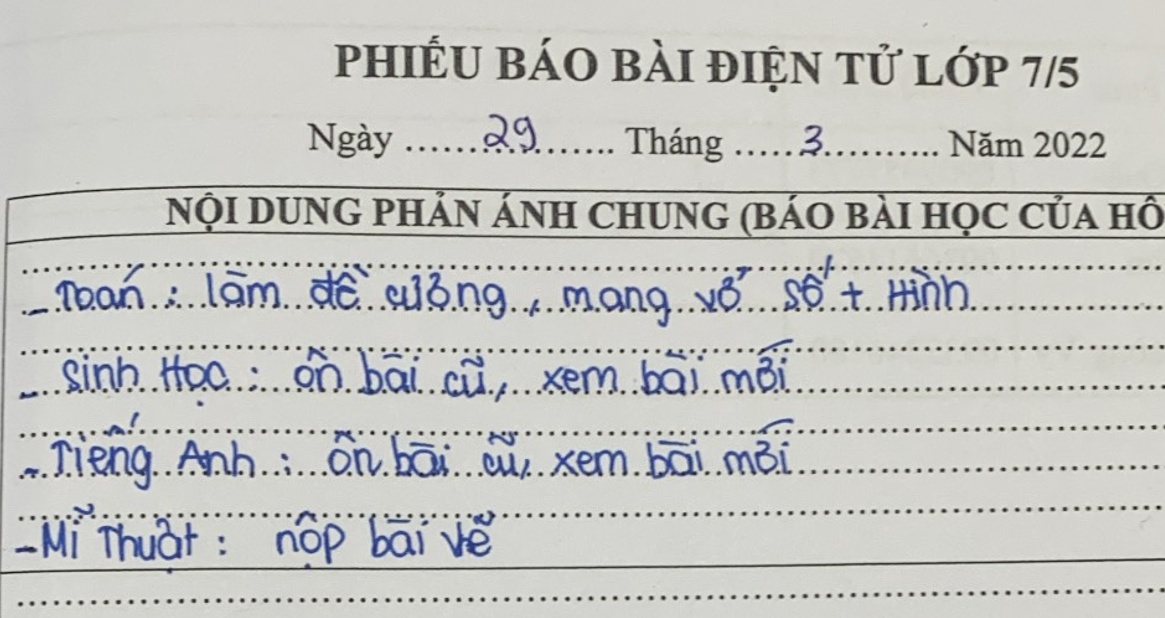 PHIẾU BÁO BÀI ĐIỆN TỬ LỚP 7/5
Ngày ......29...... Tháng .....3........... Năm 2022
NỘI DUNG PHẢN ÁNH CHUNG (BÁO BÀI HỌC CỦA HÔ
- Toán : làm đề cương, mang vở số + Hình
- Sinh Học : ôn bài cũ, xem bài mới
- Tiếng Anh : ôn bài cũ, xem bài mới
- Mĩ Thuật : nộp bài vẽ